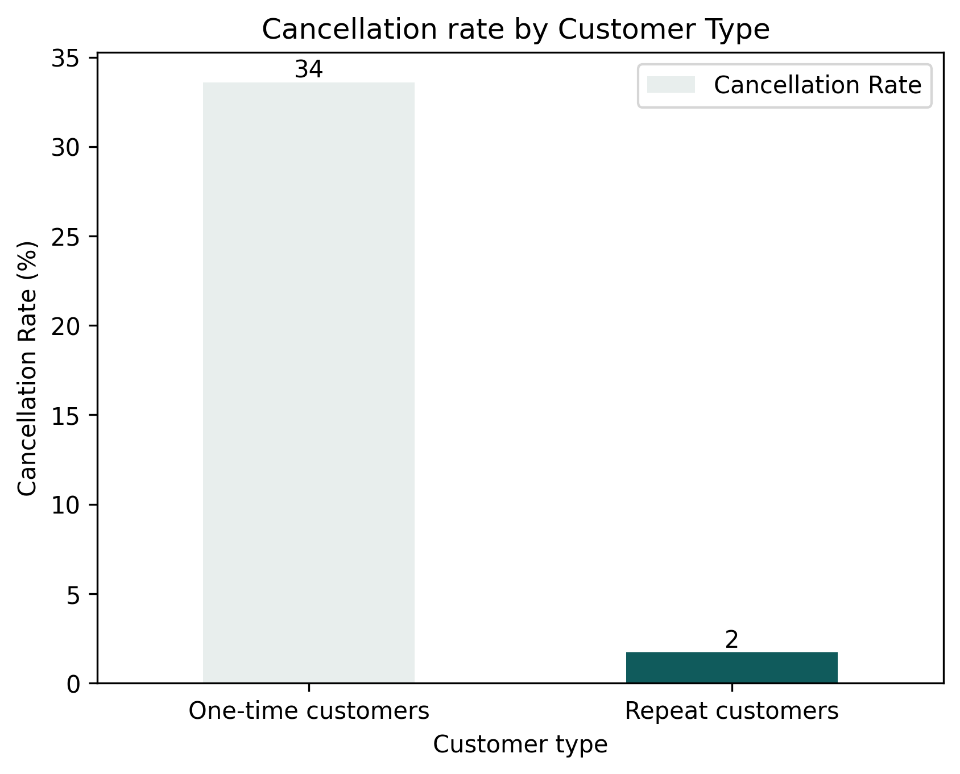 Cancellation rate by Customer Type
35
34
Cancellation Rate
30
25
20
15
10
5
0
2
Cancellation Rate (%)
One-time customers
Repeat customers
Customer type